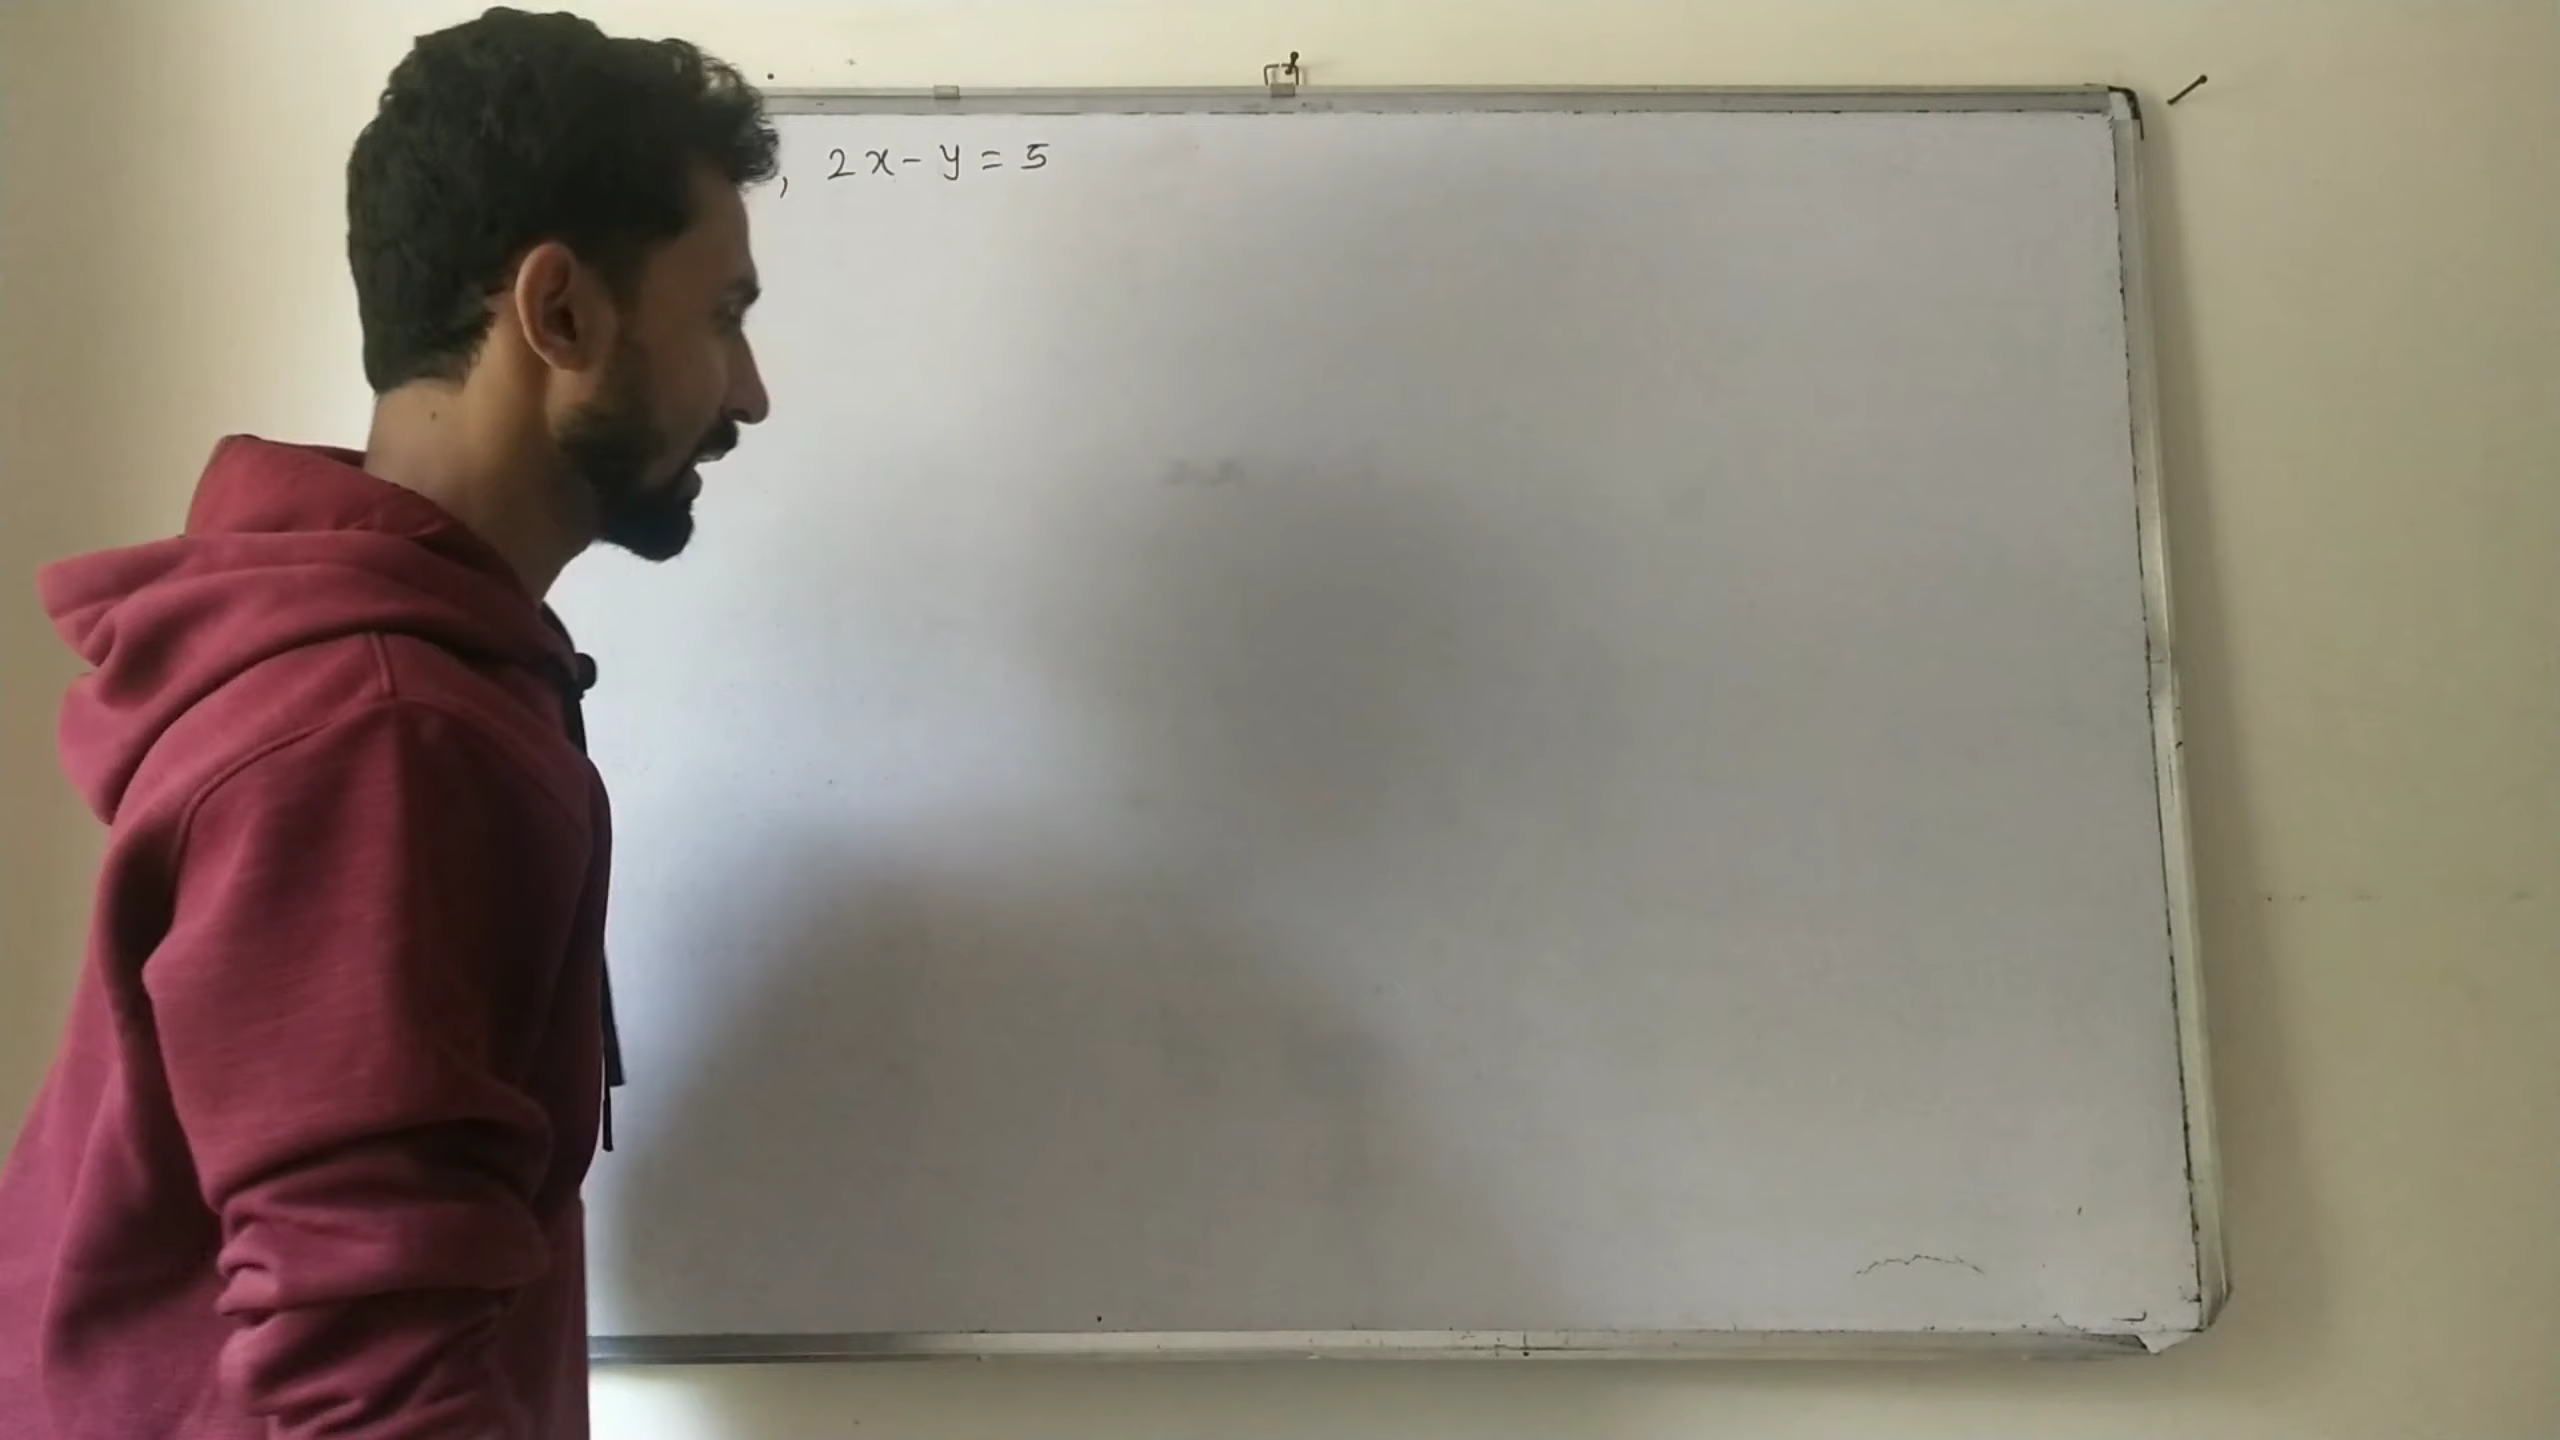 , 2x - y = 5